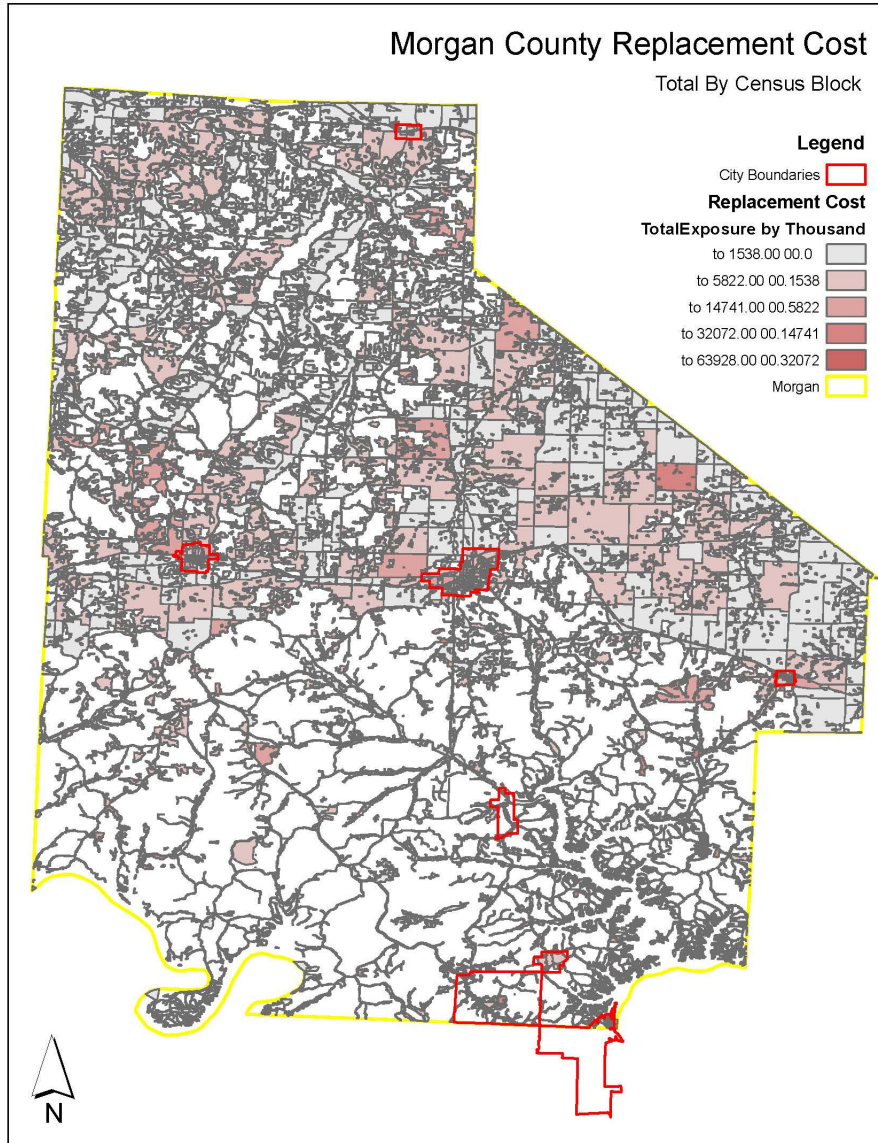 Morgan County Replacement Cost
Total By Census Block
Legend
City Boundaries
Replacement Cost
TotalExposure by Thousand
to 1538.00 00.0
to 5822.00 00.1538
to 14741.00 00.5822
to 32072.00 00.14741
to 63928.00 00.32072
Morgan
N